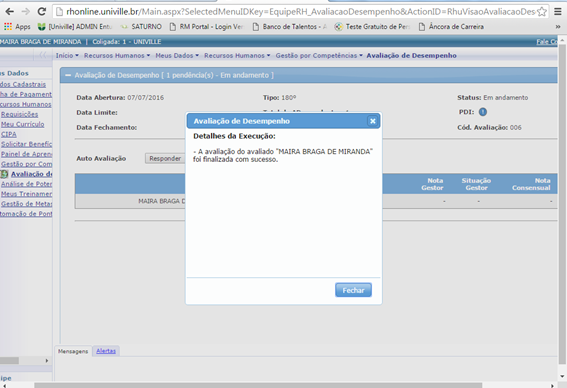 rhonline.univille.br/Main.aspx?SelectedMenuIDKey=EquipeRH_AvaliacaoDesempenho&ActionID=RhuVisaoAvaliacaoDes
Apps [Univille] ADMIN Ent SATURNO RM Portal - Login Ver Banco de Talentos - A Teste Gratuito de Per Âncora de Carreira »
MAIRA BRAGA DE MIRANDA | Coligada: 1 - UNIVILLE Fale Co
Início Recursos Humanos Meus Dados Recursos Humanos Gestão por Competências Avaliação de Desempenho
us Dados
dos Cadastrais
ha de Pagament
cursos Humanos
Requisições
Meu Currículo
CIPA
Solicitar Benefíc
Painel de Apren
Gestão por Com
Avaliação de
Análise de Poter
Meus Treinamer
Gestão de Metas
tomação de Pont
Avaliação de Desempenho [ 1 pendência(s) - Em andamento ]
Data Abertura: 07/07/2016 Tipo: 180º Status: Em andamento
Data Limite: PDI:
Data Fechamento: Cód. Avaliação: 006
Auto Avaliação Responder
Nota Gestor Situação Gestor Nota Consensual
MAIRA BRAGA D - - -
Avaliação de Desempenho
Detalhes da Execução:
- A avaliação do avaliado "MAIRA BRAGA DE MIRANDA"
foi finalizada com sucesso.
Fechar
Mensagens Alertas
ipe